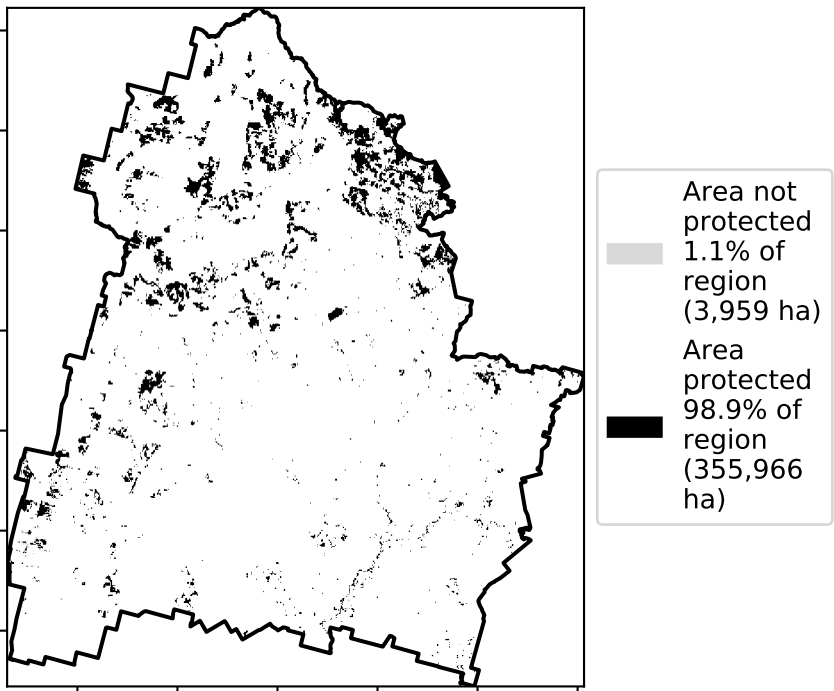 Area not
protected
1.1% of
region
(3,959 ha)
Area
protected
98.9% of
region
(355,966
ha)